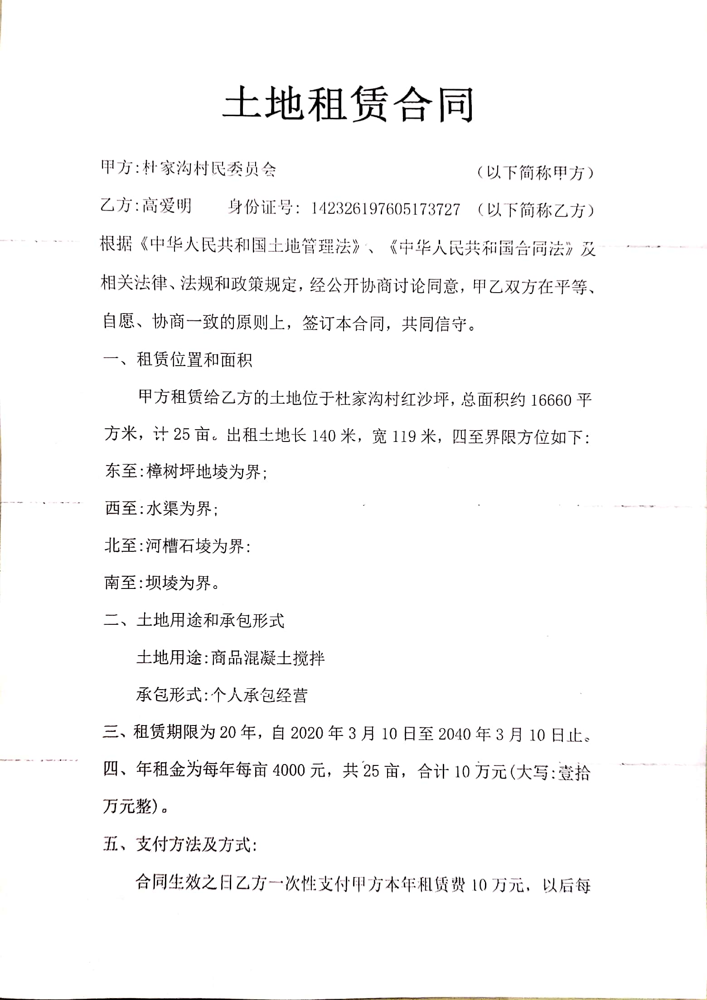 土地租赁合同
甲方:杜家沟村民委员会 （以下简称甲方）
乙方:高爱明 身份证号: 142326197605173727 （以下简称乙方）
根据《中华人民共和国土地管理法》、《中华人民共和国合同法》及
相关法律、法规和政策规定,经公开协商讨论同意,甲乙双方在平等、
自愿、协商一致的原则上，签订本合同，共同信守。
一、租赁位置和面积
甲方租赁给乙方的土地位于杜家沟村红沙坪,总面积约 16660 平
方米，计 25 亩。出租土地长 140 米，宽 119 米，四至界限方位如下:
东至:樟树坪地堎为界;
西至:水渠为界;
北至:河槽石堎为界:
南至:坝堎为界。
二、土地用途和承包形式
土地用途:商品混凝土搅拌
承包形式:个人承包经营
三、租赁期限为 20 年，自 2020 年 3 月 10 日至 2040 年 3 月 10 日止。
四、年租金为每年每亩 4000 元，共 25 亩，合计 10 万元(大写:壹拾
万元整)。
五、支付方法及方式:
合同生效之日乙方一次性支付甲方本年租赁费 10 万元，以后每